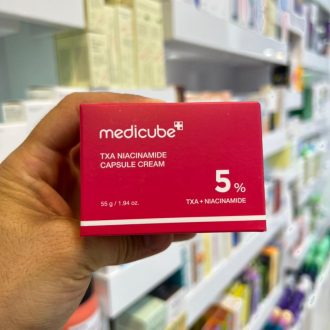 medicube
TXA NIACINAMIDE
CAPSULE CREAM
5%
55 g / 1.94 oz.
TXA + NIACINAMIDE